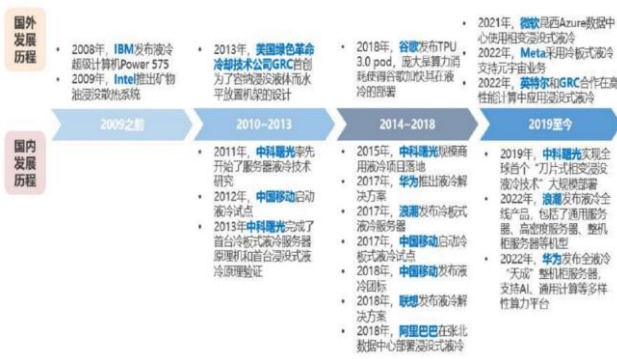 国外
发展
历程
2008年，IBM发布液冷
超级计算机Power 575
2009年，Intel推出矿物
油浸没散热系统
2013年，美国绿色革命
冷却技术公司GRC首创
为了容纳浸没液体而水
平放置机架的设计
2018年，谷歌发布TPU
3.0 pod，庞大是算力消
耗使得谷歌加快其在液
冷的部署
2021年，微软昆西Azure数据中
心使用相变浸没式液冷
2022年，Meta采用冷板式液冷
支持元宇宙业务
2022年，英特尔和GRC合作在高
性能计算中应用浸没式液冷
2009之前
2010-2013
2014-2018
2019至今
国内
发展
历程
2011年，中科曙光率先
开始了服务器液冷技术
研究
2012年，中国移动启动
液冷试点
2013年中科曙光完成了
首台冷板式液冷服务器
原理机和首台浸没式液
冷原理验证
2015年，中科曙光规模商
用液冷项目落地
2017年，华为推出液冷解
决方案
2017年，浪潮发布冷板式
液冷服务器
2017年，中国移动启动冷
板式液冷试点
2018年，中国移动发布液
冷团标
2018年，联想发布液冷解
决方案
2018年，阿里巴巴在张北
数据中心部署浸没式液冷
2019年，中科曙光实现全
球首个“刀片式相变浸没
液冷技术”大规模部署
2022年，浪潮发布液冷全
线产品，包括了通用服务
器、高密度服务器、整机
柜服务器等机型
2022年，华为发布全液冷
“天成”整机柜服务器，
支持AI、通用计算等多样
性算力平台